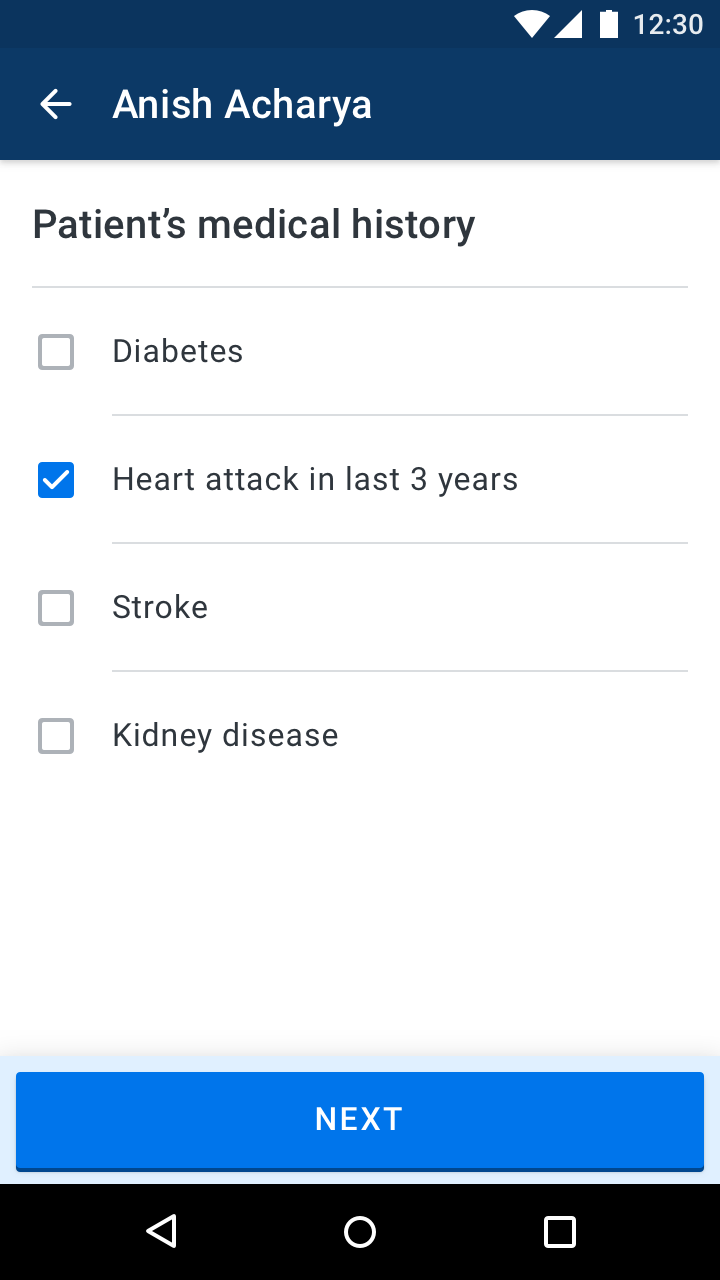 12:30
Anish Acharya
Patient’s medical history
Diabetes
Heart attack in last 3 years
Stroke
Kidney disease
NEXT